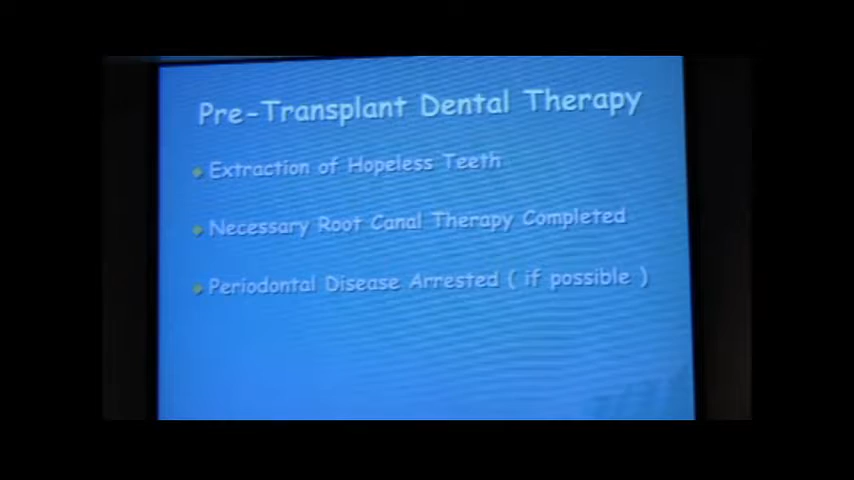 Pre-Transplant Dental Therapy
Extraction of Hopeless Teeth
Necessary Root Canal Therapy Completed
Periodontal Disease Arrested ( if possible )